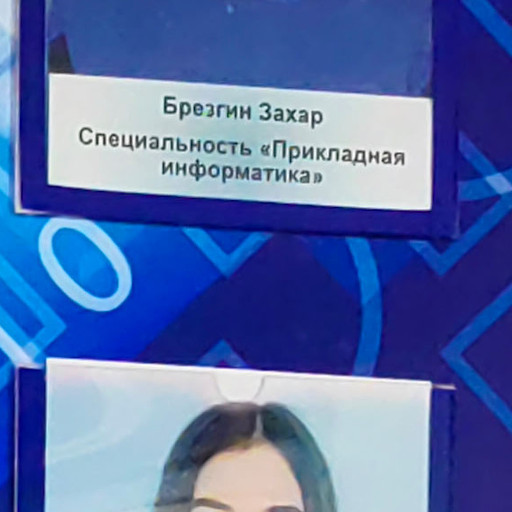 Брезгин Захар
Специальность «Прикладная
информатика»